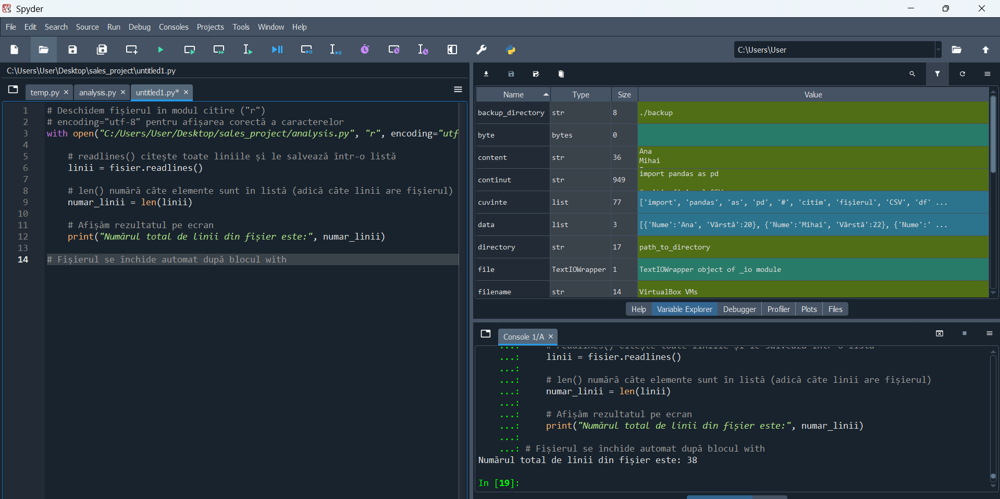 Spyder
File Edit Search Source Run Debug Consoles Projects Tools Window Help
C:\Users\User
C:\Users\User\Desktop\sales_project\untitled1.py
temp.py analysis.py untitled1.py*
1 # Deschidem fișierul în modul citire ("r")
2 # encoding="utf-8" pentru afișarea corectă a caracterelor
3 with open("C:/Users/User/Desktop/sales_project/analysis.py", "r", encoding="utf
4
5 # readlines() citește toate liniile și le salvează într-o listă
6 linii = fisier.readlines()
7
8 # len() numără câte elemente sunt în listă (adică câte linii are fișierul)
9 numar_linii = len(linii)
10
11 # Afișăm rezultatul pe ecran
12 print("Numărul total de linii din fișier este:", numar_linii)
13
14 # Fișierul se închide automat după blocul with
Name Type Size Value
backup_directory str 8 ./backup
byte bytes 0
content str 36 Ana
Mihai
continut str 949 import pandas as pd
cuvinte list 77 ['import', 'pandas', 'as', 'pd', '#', 'citim', 'fișierul', 'CSV', 'df' ...
data list 3 [{'Nume':'Ana', 'Vârstă':20}, {'Nume':'Mihai', 'Vârstă':22}, {'Nume':' ...
directory str 17 path_to_directory
file TextIOWrapper 1 TextIOWrapper object of _io module
filename str 14 VirtualBox VMs
Help Variable Explorer Debugger Profiler Plots Files
Console 1/A
...: # readlines() citește toate liniile și le salvează într-o listă
...: linii = fisier.readlines()
...:
...: # len() numără câte elemente sunt în listă (adică câte linii are fișierul)
...: numar_linii = len(linii)
...:
...: # Afișăm rezultatul pe ecran
...: print("Numărul total de linii din fișier este:", numar_linii)
...:
...: # Fișierul se închide automat după blocul with
Numărul total de linii din fișier este: 38
In [19]: